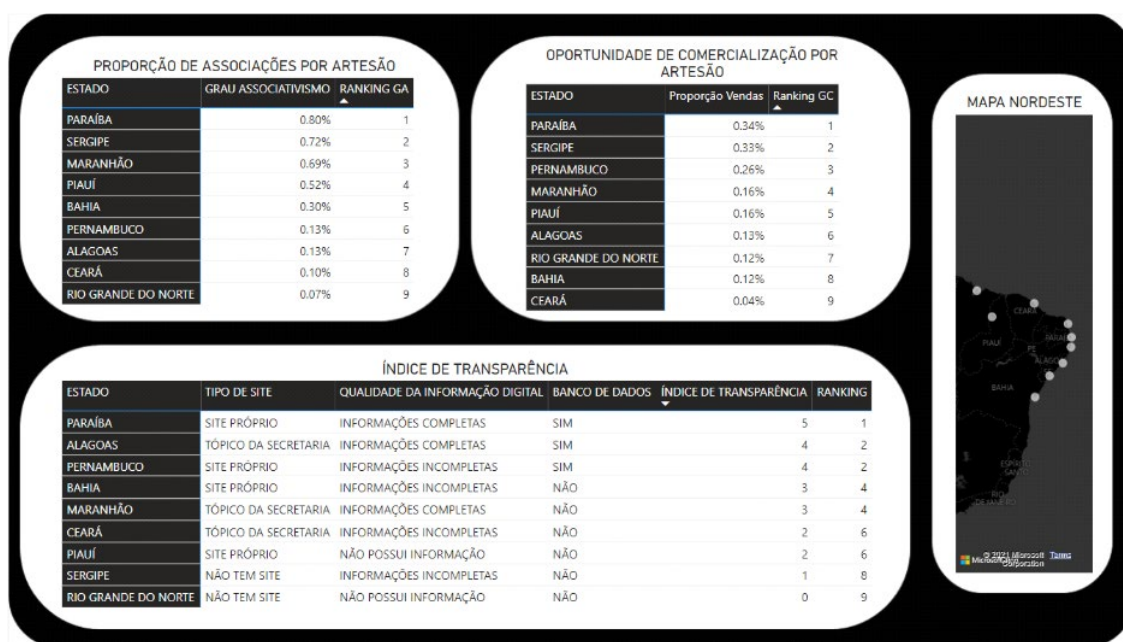 PROPORÇÃO DE ASSOCIAÇÕES POR ARTESÃO
ESTADO GRAU ASSOCIATIVISMO RANKING GA
PARAÍBA 0.80% 1
SERGIPE 0.72% 2
MARANHÃO 0.69% 3
PIAUÍ 0.52% 4
BAHIA 0.30% 5
PERNAMBUCO 0.13% 6
ALAGOAS 0.13% 7
CEARÁ 0.10% 8
RIO GRANDE DO NORTE 0.07% 9
OPORTUNIDADE DE COMERCIALIZAÇÃO POR
ARTESÃO
ESTADO Proporção Vendas Ranking GC
PARAÍBA 0.34% 1
SERGIPE 0.33% 2
PERNAMBUCO 0.26% 3
MARANHÃO 0.16% 4
PIAUÍ 0.16% 5
ALAGOAS 0.13% 6
RIO GRANDE DO NORTE 0.12% 7
BAHIA 0.12% 8
CEARÁ 0.04% 9
MAPA NORDESTE
CEARÁ
PIAUÍ
PE
BAHIA
ESPÍRITO
SANTO
RIO
DE JANEIRO
© 2021 Microsoft Terms
Corporation
ÍNDICE DE TRANSPARÊNCIA
ESTADO TIPO DE SITE QUALIDADE DA INFORMAÇÃO DIGITAL BANCO DE DADOS ÍNDICE DE TRANSPARÊNCIA RANKING
PARAÍBA SITE PRÓPRIO INFORMAÇÕES COMPLETAS SIM 5 1
ALAGOAS TÓPICO DA SECRETARIA INFORMAÇÕES COMPLETAS SIM 4 2
PERNAMBUCO SITE PRÓPRIO INFORMAÇÕES INCOMPLETAS SIM 4 2
BAHIA SITE PRÓPRIO INFORMAÇÕES INCOMPLETAS NÃO 3 4
MARANHÃO TÓPICO DA SECRETARIA INFORMAÇÕES COMPLETAS NÃO 3 4
CEARÁ TÓPICO DA SECRETARIA INFORMAÇÕES INCOMPLETAS NÃO 2 6
PIAUÍ SITE PRÓPRIO NÃO POSSUI INFORMAÇÃO NÃO 2 6
SERGIPE NÃO TEM SITE INFORMAÇÕES INCOMPLETAS NÃO 1 8
RIO GRANDE DO NORTE NÃO TEM SITE NÃO POSSUI INFORMAÇÃO NÃO 0 9